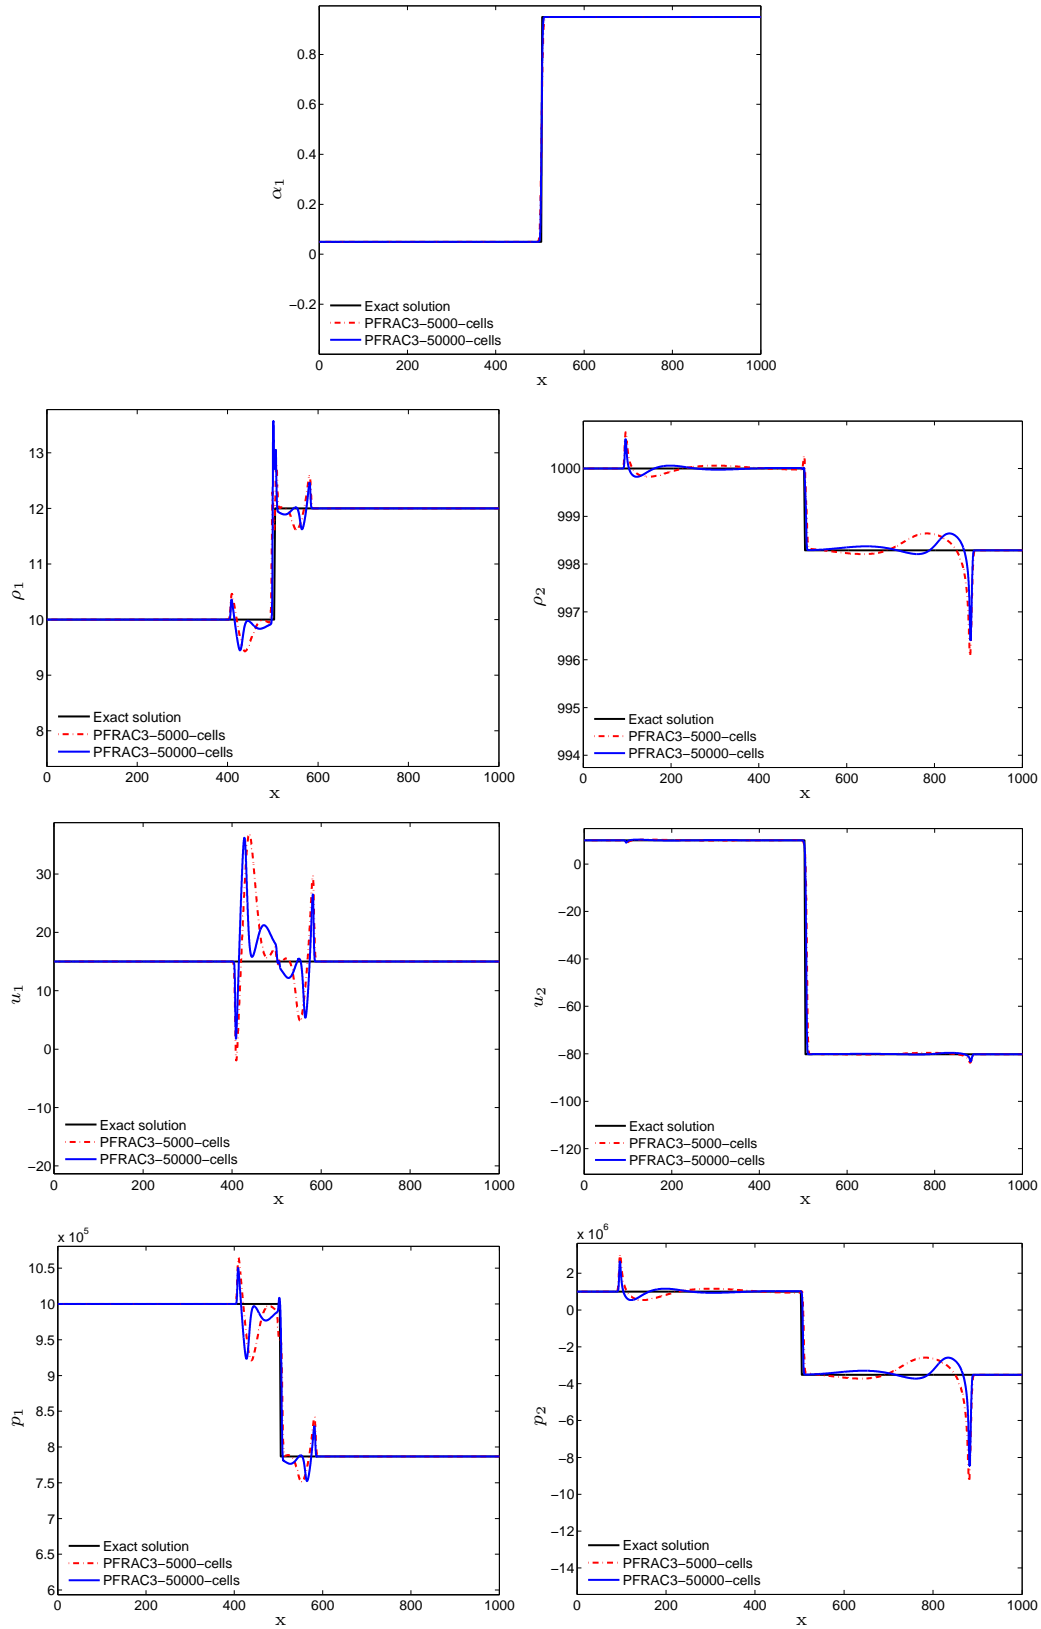 0 200 400 600 800 1000
0.8
0.6
0.4
0.2
0
−0.2
α1
Exact solution
PFRAC3−5000−cells
PFRAC3−50000−cells
0 200 400 600 800 1000
x
13
12
11
10
9
8
ρ1
Exact solution
PFRAC3−5000−cells
PFRAC3−50000−cells
0 200 400 600 800 1000
x
1000
999
998
997
996
995
994
ρ2
Exact solution
PFRAC3−5000−cells
PFRAC3−50000−cells
0 200 400 600 800 1000
x
30
20
10
0
−10
−20
u1
Exact solution
PFRAC3−5000−cells
PFRAC3−50000−cells
0 200 400 600 800 1000
x
0
−20
−40
−60
−80
−100
−120
u2
Exact solution
PFRAC3−5000−cells
PFRAC3−50000−cells
0 200 400 600 800 1000
x
x 10^5
10.5
10
9.5
9
8.5
8
7.5
7
6.5
6
p1
Exact solution
PFRAC3−5000−cells
PFRAC3−50000−cells
0 200 400 600 800 1000
x
x 10^6
2
0
−2
−4
−6
−8
−10
−12
−14
p2
Exact solution
PFRAC3−5000−cells
PFRAC3−50000−cells
0 200 400 600 800 1000
x